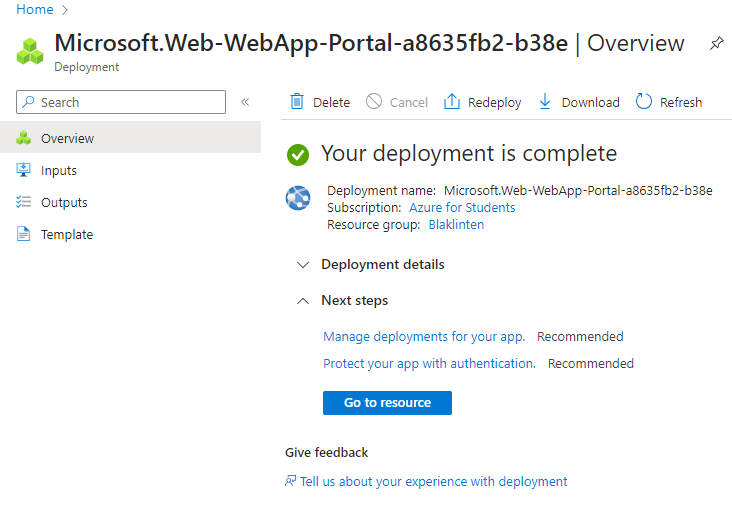 Home >
Microsoft.Web-WebApp-Portal-a8635fb2-b38e | Overview
Deployment
Search «
Delete Cancel Redeploy Download Refresh
Overview
Inputs
Outputs
Template
Your deployment is complete
Deployment name: Microsoft.Web-WebApp-Portal-a8635fb2-b38e
Subscription: Azure for Students
Resource group: Blaklinten
Deployment details
Next steps
Manage deployments for your app. Recommended
Protect your app with authentication. Recommended
Go to resource
Give feedback
Tell us about your experience with deployment